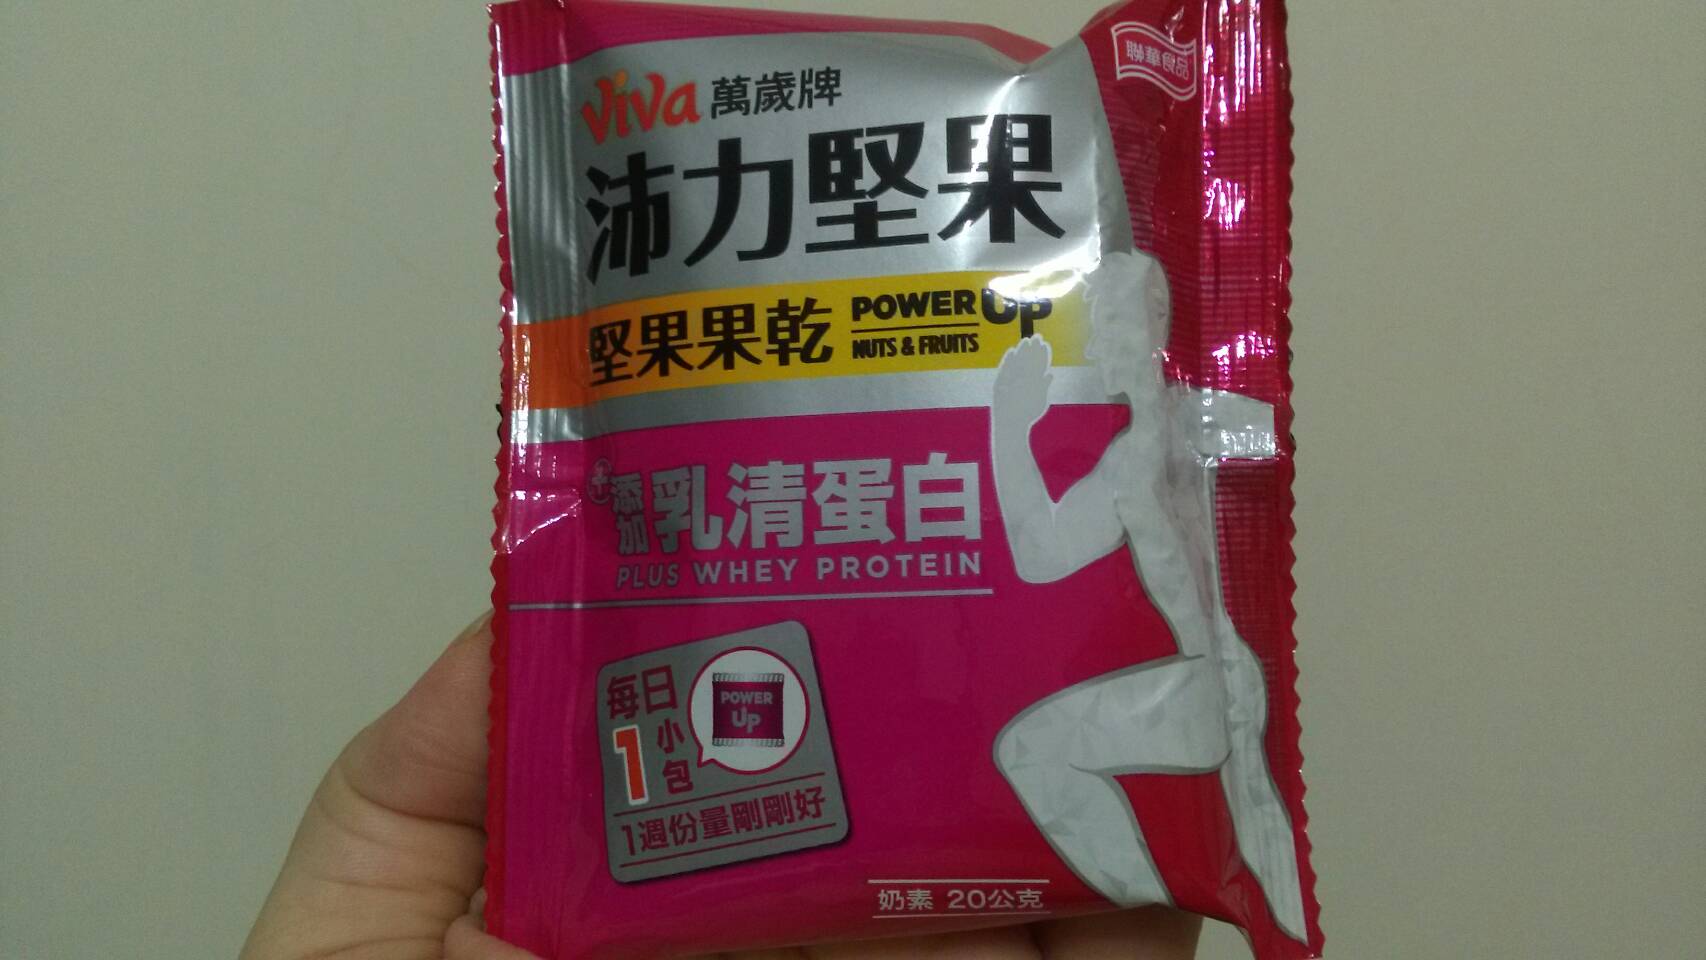 viva 萬歲牌
聯華食品
沛力堅果
堅果果乾
POWER UP
NUTS & FRUITS
+添加 乳清蛋白
PLUS WHEY PROTEIN
每日
1小包
POWER
UP
1週份量剛剛好
奶素 20公克